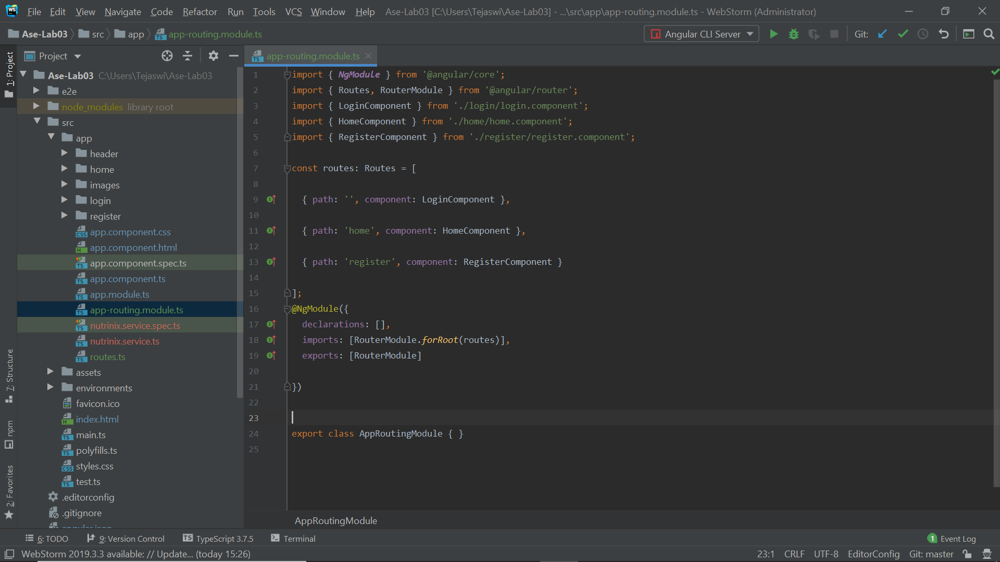 WS File Edit View Navigate Code Refactor Run Tools VCS Window Help Ase-Lab03 [C:\Users\Tejaswi\Ase-Lab03] - ...\src\app\app-routing.module.ts - WebStorm (Administrator)
Ase-Lab03 src app app-routing.module.ts Angular CLI Server Git:
1: Project
7: Structure
npm
2: Favorites
Project
Ase-Lab03 C:\Users\Tejaswi\Ase-Lab03
e2e
node_modules library root
src
app
header
home
images
login
register
app.component.css
app.component.html
app.component.spec.ts
app.component.ts
app.module.ts
app-routing.module.ts
nutrinix.service.spec.ts
nutrinix.service.ts
routes.ts
assets
environments
favicon.ico
index.html
main.ts
polyfills.ts
styles.css
test.ts
.editorconfig
.gitignore
angular.json
app-routing.module.ts
1 import { NgModule } from '@angular/core';
2 import { Routes, RouterModule } from '@angular/router';
3 import { LoginComponent } from './login/login.component';
4 import { HomeComponent } from './home/home.component';
5 import { RegisterComponent } from './register/register.component';
6
7 const routes: Routes = [
8
9 { path: '', component: LoginComponent },
10
11 { path: 'home', component: HomeComponent },
12
13 { path: 'register', component: RegisterComponent }
14
15 ];
16 @NgModule({
17 declarations: [],
18 imports: [RouterModule.forRoot(routes)],
19 exports: [RouterModule]
20
21 })
22
23
24 export class AppRoutingModule { }
25
AppRoutingModule
6: TODO 9: Version Control TypeScript 3.7.5 Terminal 1 Event Log
WebStorm 2019.3.3 available: // Update... (today 15:26) 23:1 CRLF UTF-8 EditorConfig Git: master